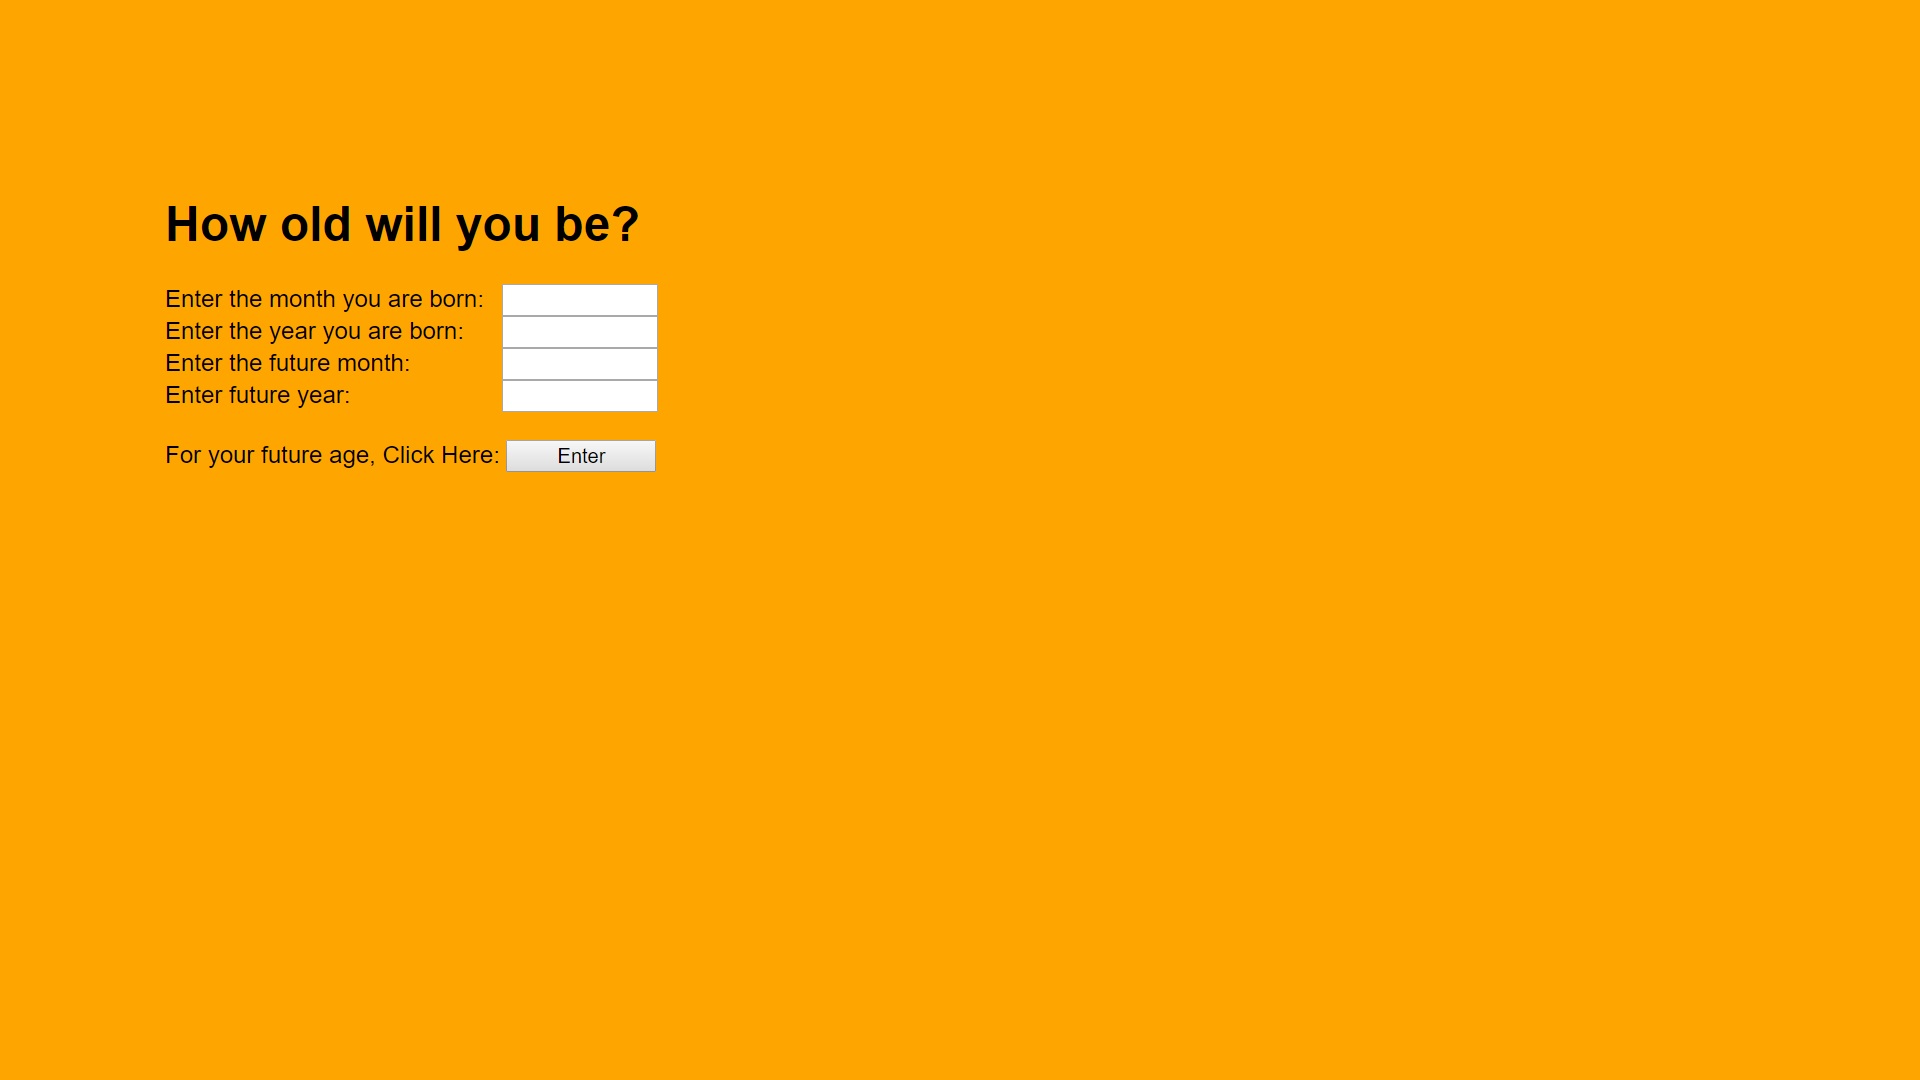 How old will you be?
Enter the month you are born:
Enter the year you are born:
Enter the future month:
Enter future year:
For your future age, Click Here: Enter